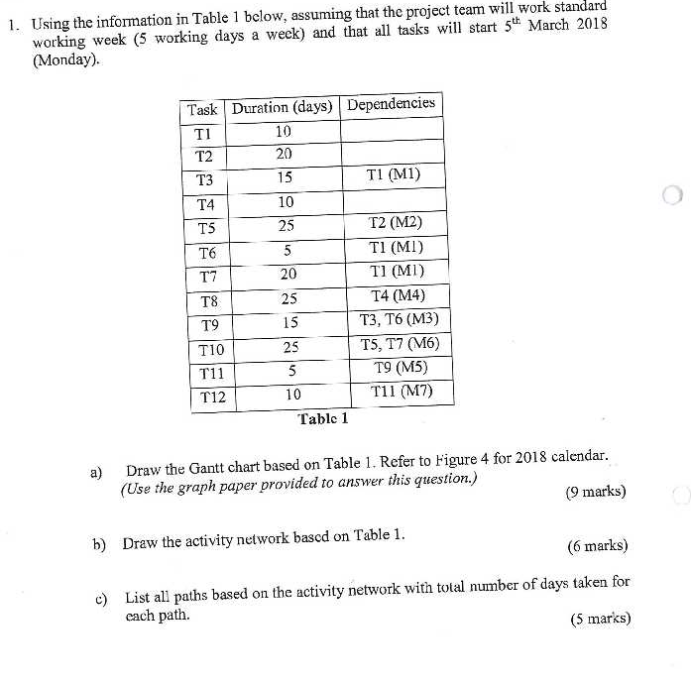 1. Using the information in Table 1 below, assuming that the project team will work standard
working week (5 working days a week) and that all tasks will start 5th March 2018
(Monday).
Task Duration (days) Dependencies
T1 10
T2 20
T3 15 T1 (M1)
T4 10
T5 25 T2 (M2)
T6 5 T1 (M1)
T7 20 T1 (M1)
T8 25 T4 (M4)
T9 15 T3, T6 (M3)
T10 25 T5, T7 (M6)
T11 5 T9 (M5)
T12 10 T11 (M7)
Table 1
a) Draw the Gantt chart based on Table 1. Refer to Figure 4 for 2018 calendar.
(Use the graph paper provided to answer this question.)
(9 marks)
b) Draw the activity network based on Table 1.
(6 marks)
c) List all paths based on the activity network with total number of days taken for
each path.
(5 marks)